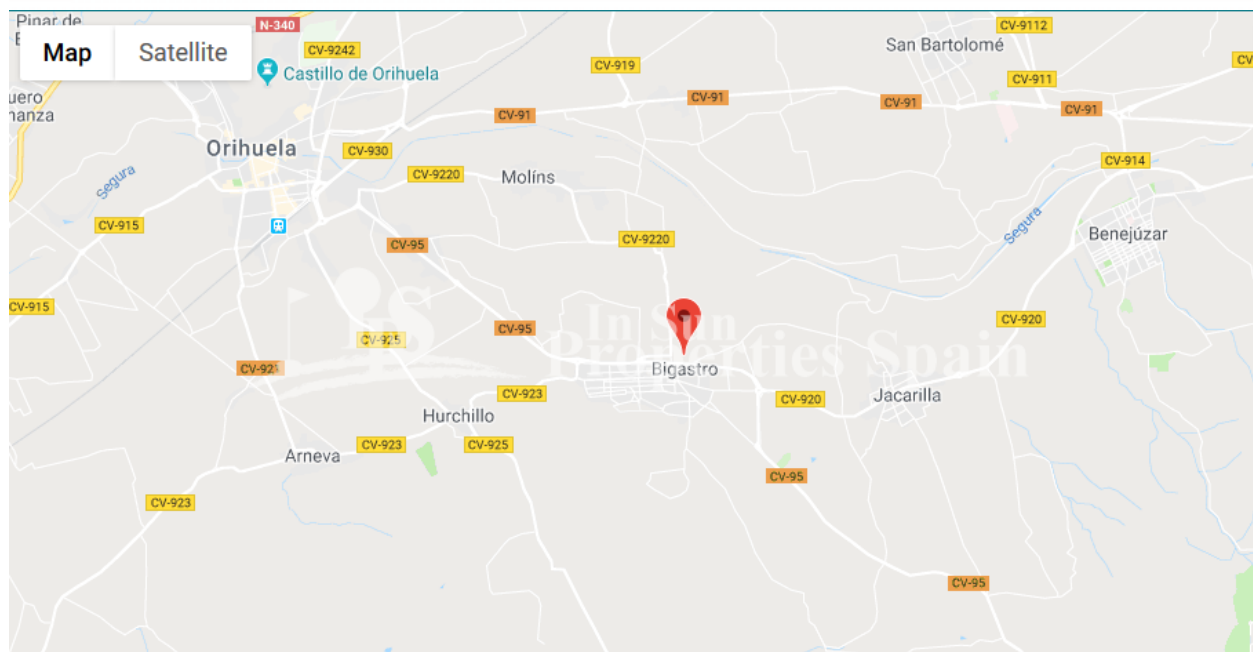 Pinar de
N-340
CV-9112
Map
Satellite
CV-9242
San Bartolomé
CV-919
Castillo de Orihuela
CV-911
CV
uero
nanza
CV-91
CV-91
CV-91
CV-91
Orihuela
CV-930
CV-914
CV-9220
Molíns
Segura
CV-915
Segura
Benejúzar
CV-95
CV-9220
CV-915
CV-920
CV-925
CV-95
In Sun
Properties Spain
CV-921
Bigastro
CV-923
CV-920
Jacarilla
Hurchillo
CV-923
CV-925
Arneva
CV-95
CV-923
CV-95